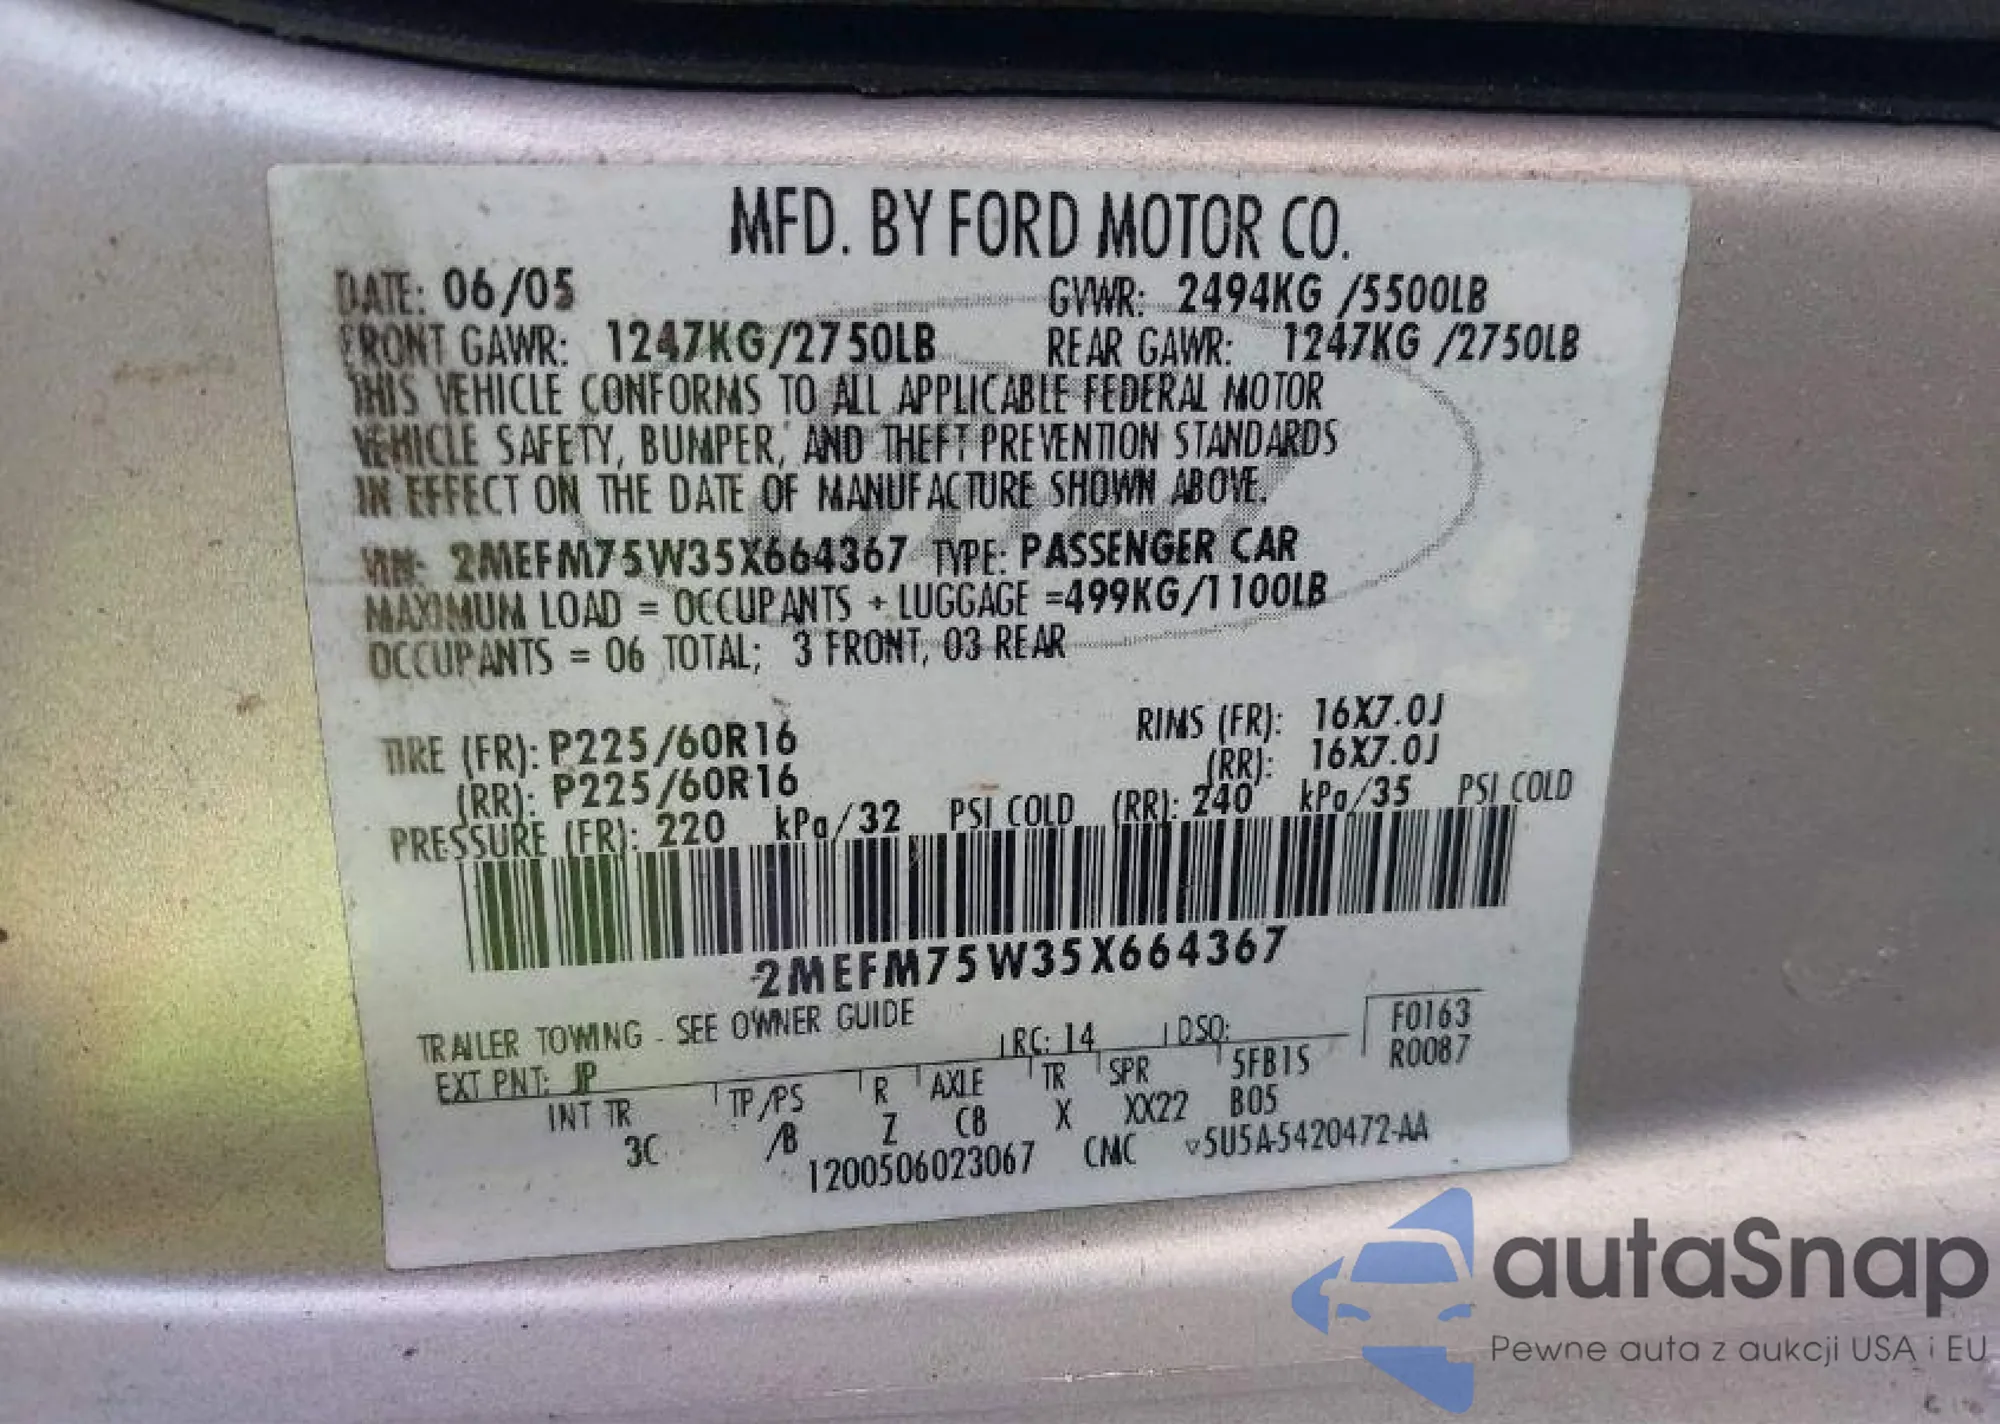 MFD. BY FORD MOTOR CO.
DATE: 06/05 GVWR: 2494KG /5500LB
FRONT GAWR: 1247KG/2750LB REAR GAWR: 1247KG /2750LB
THIS VEHICLE CONFORMS TO ALL APPLICABLE FEDERAL MOTOR
VEHICLE SAFETY, BUMPER, AND THEFT PREVENTION STANDARDS
IN EFFECT ON THE DATE OF MANUFACTURE SHOWN ABOVE.
VIN: 2MEFM75W35X664367 TYPE: PASSENGER CAR
MAXIMUM LOAD = OCCUPANTS + LUGGAGE =499KG/1100LB
OCCUPANTS = 06 TOTAL; 3 FRONT, 03 REAR
TIRE (FR): P225/60R16 RIMS (FR): 16X7.0J
(RR): P225/60R16 (RR): 16X7.0J
PRESSURE (FR): 220 kPa/32 PSI COLD (RR): 240 kPa/35 PSI COLD
2MEFM75W35X664367
TRAILER TOWING - SEE OWNER GUIDE
EXT PNT: JP RC: 14 DSO: F0163
INT TR TP/PS R AXLE TR SPR 5FB15 R0087
3C /B Z C8 X XX22 B05
1200506023067 CMC ▽5U5A-5420472-AA
autaSnap
Pewne auta z aukcji USA i EU